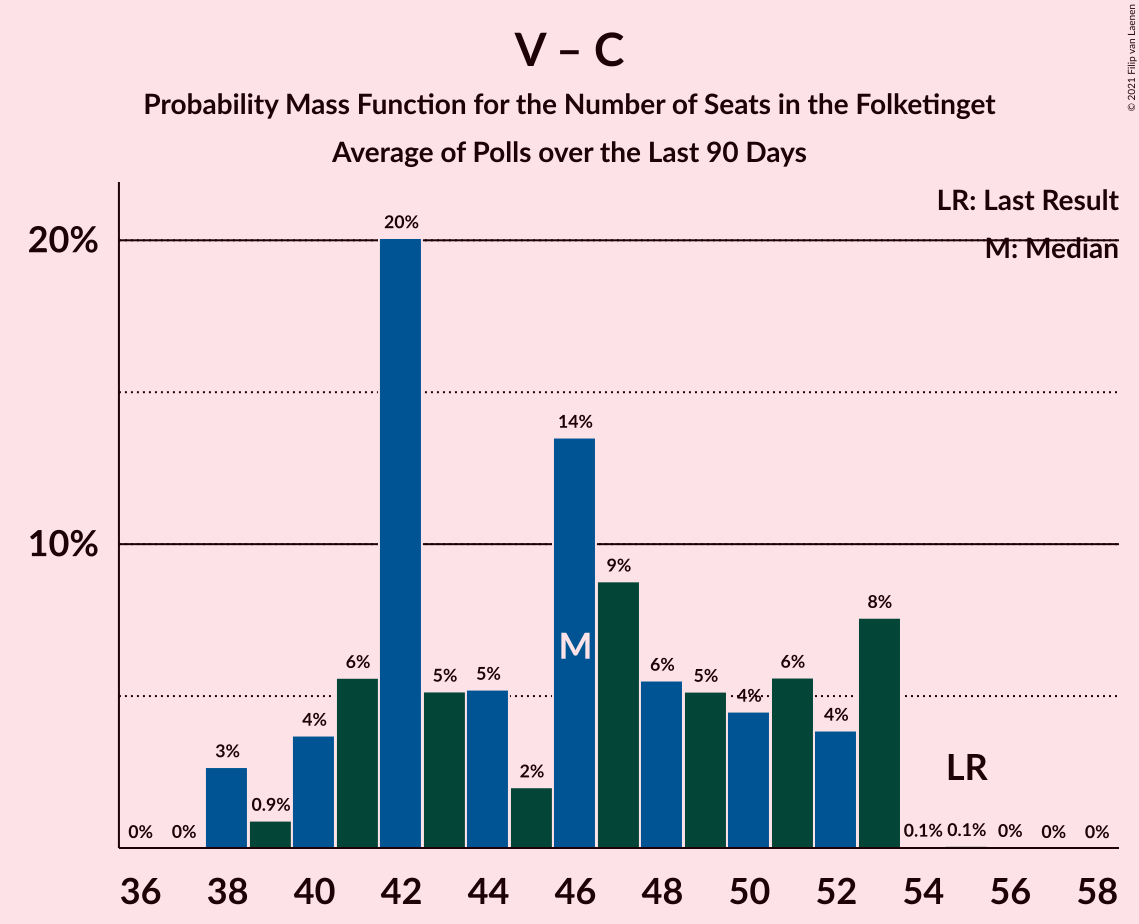 V – C
Probability Mass Function for the Number of Seats in the Folketinget
Average of Polls over the Last 90 Days
© 2021 Filip van Laenen
LR: Last Result
M: Median
20%
10%
0%
0%
3%
0.9%
4%
6%
20%
5%
5%
2%
14%
9%
6%
5%
4%
6%
4%
8%
0.1%
0.1%
0%
0%
0%
M
LR
36 38 40 42 44 46 48 50 52 54 56 58